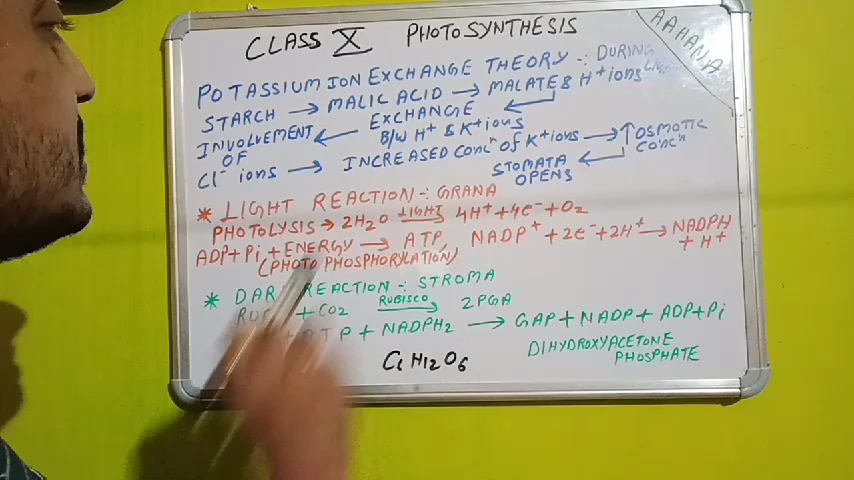 CLASS X PHOTOSYNTHESIS
AAAANA
POTASSIUM ION EXCHANGE THEORY :- DURING
STARCH → MALIC ACID → MALATE & H+ ions
INVOLVEMENT OF Cl- ions ← EXCHANGE B/W H+ & K+ ions
→ INCREASED Concn OF K+ions → ↑ OSMOTIC Concn
STOMATA OPENS
* LIGHT REACTION :- GRANA
PHOTOLYSIS → 2H2O LIGHT→ 4H+ + 4e- + O2
ADP+Pi + ENERGY → ATP, NADP+ + 2e- + 2H+ → NADPH + H+
(PHOTO PHOSPHORYLATION)
* DARK REACTION :- STROMA
+ CO2 RUBISCO→ 2PGA
+ ATP + NADPH2 → GAP + NADP + ADP + Pi
DIHYDROXYACETONE
PHOSPHATE
C6H12O6